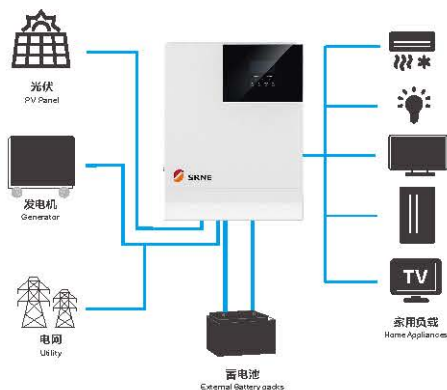 光伏
PV Panel
发电机
Generator
电网
Utility
SRNE
蓄电池
External Battery packs
TV
家用负载
Home Appliances